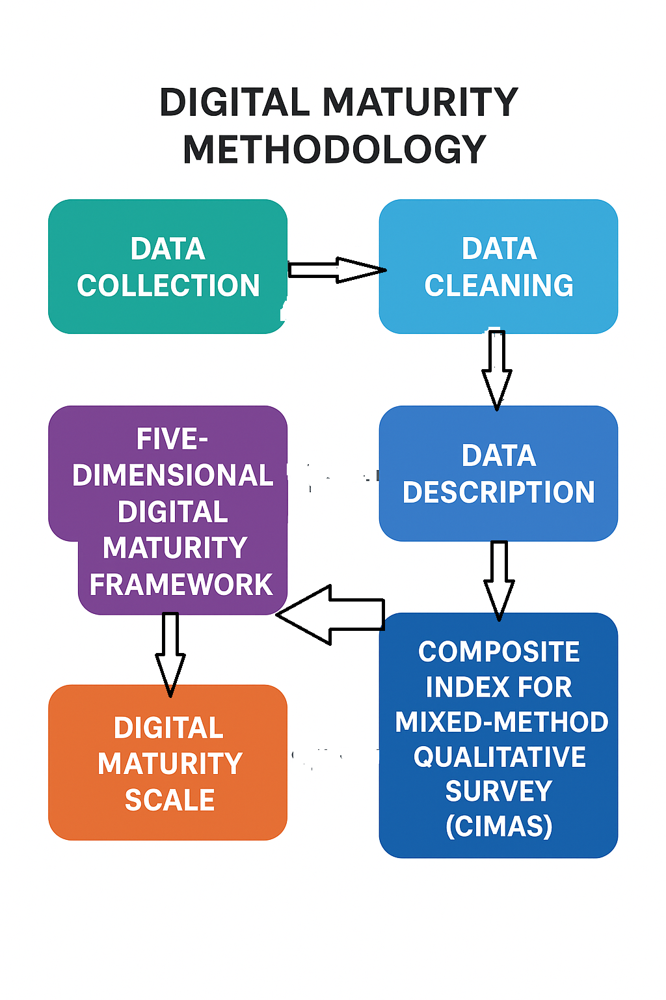 DIGITAL MATURITY
METHODOLOGY
DATA
COLLECTION
DATA
CLEANING
DATA
DESCRIPTION
COMPOSITE
INDEX FOR
MIXED-METHOD
QUALITATIVE
SURVEY
(CIMAS)
FIVE-
DIMENSIONAL
DIGITAL
MATURITY
FRAMEWORK
DIGITAL
MATURITY
SCALE